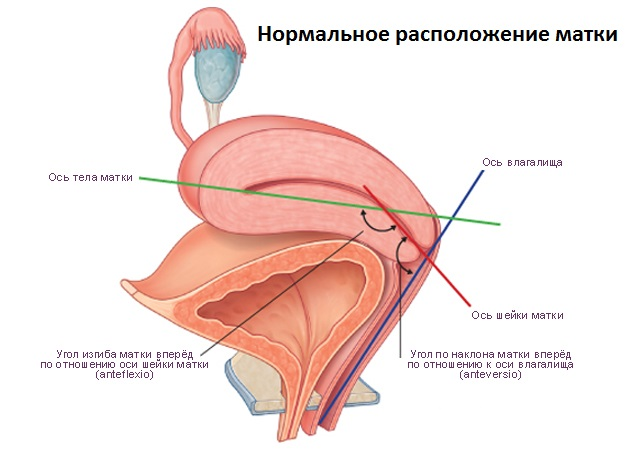 Нормальное расположение матки
Ось влагалища
Ось тела матки
Ось шейки матки
Угол изгиба матки вперёд
по отношению оси шейки матки
(anteflexio)
Угол по наклона матки вперёд
по отношению к оси влагалища
(anteversio)